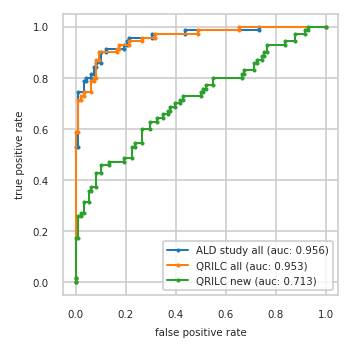 1.0
0.8
0.6
0.4
0.2
0.0
true positive rate
ALD study all (auc: 0.956)
QRILC all (auc: 0.953)
QRILC new (auc: 0.713)
0.0 0.2 0.4 0.6 0.8 1.0
false positive rate